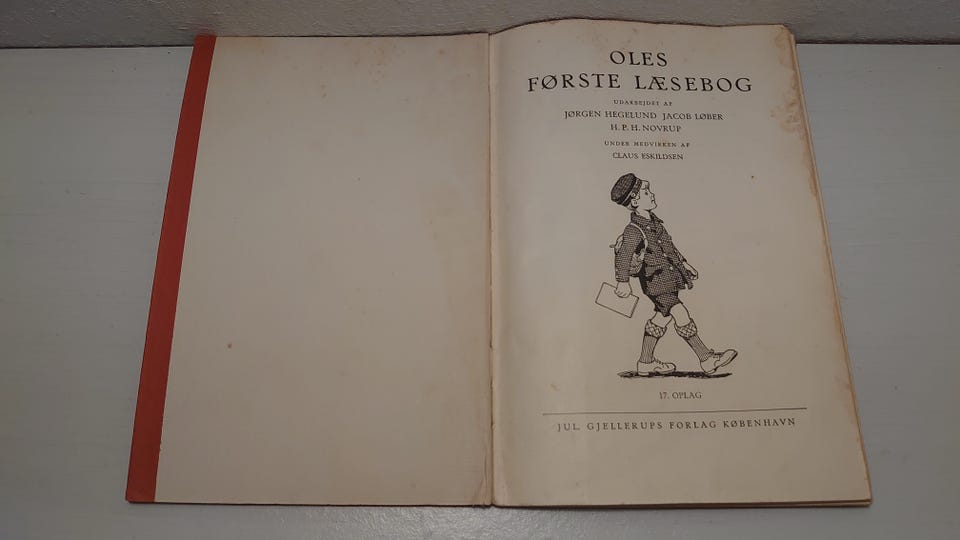 OLES
FØRSTE LÆSEBOG
UDARBEJDET AF
JØRGEN HEGELUND JACOB LØBER
H. P. H. NOVRUP
UNDER MEDVIRKEN AF
CLAUS ESKILDSEN
17. OPLAG
JUL. GJELLERUPS FORLAG KØBENHAVN